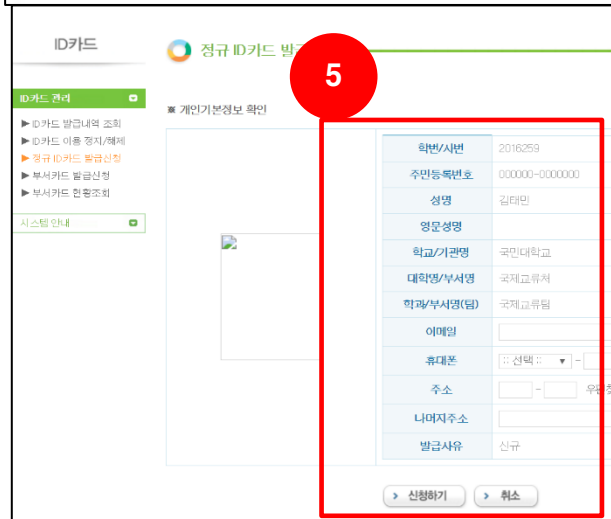 ID카드
정규 ID카드 발
5
ID카드 관리
※ 개인기본정보 확인
▶ ID카드 발급내역 조회
▶ ID카드 이용 정지/해제
▶ 정규 ID카드 발급신청
▶ 부서카드 발급신청
▶ 부서카드 현황조회
시스템 안내
학번/사번 2016259
주민등록번호 000000-0000000
성명 김태민
영문성명
학교/기관명 국민대학교
대학명/부서명 국제교류처
학과/부서명(팀) 국제교류팀
이메일
휴대폰 :: 선택 :: ▼ -
주소 - 우편
나머지주소
발급사유 신규
신청하기 취소